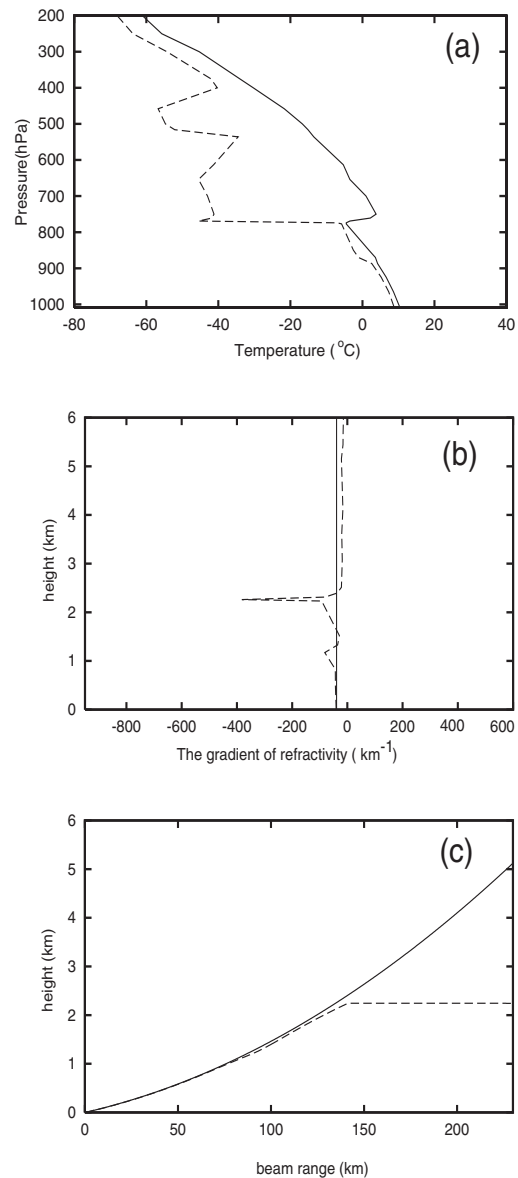 (a)
200
300
400
500
600
700
800
900
1000
Pressure(hPa)
-80 -60 -40 -20 0 20 40
Temperature ( °C)
(b)
6
5
4
3
2
1
0
height (km)
-800 -600 -400 -200 0 200 400 600
The gradient of refractivity ( km-1)
(c)
6
5
4
3
2
1
0
height (km)
0 50 100 150 200
beam range (km)